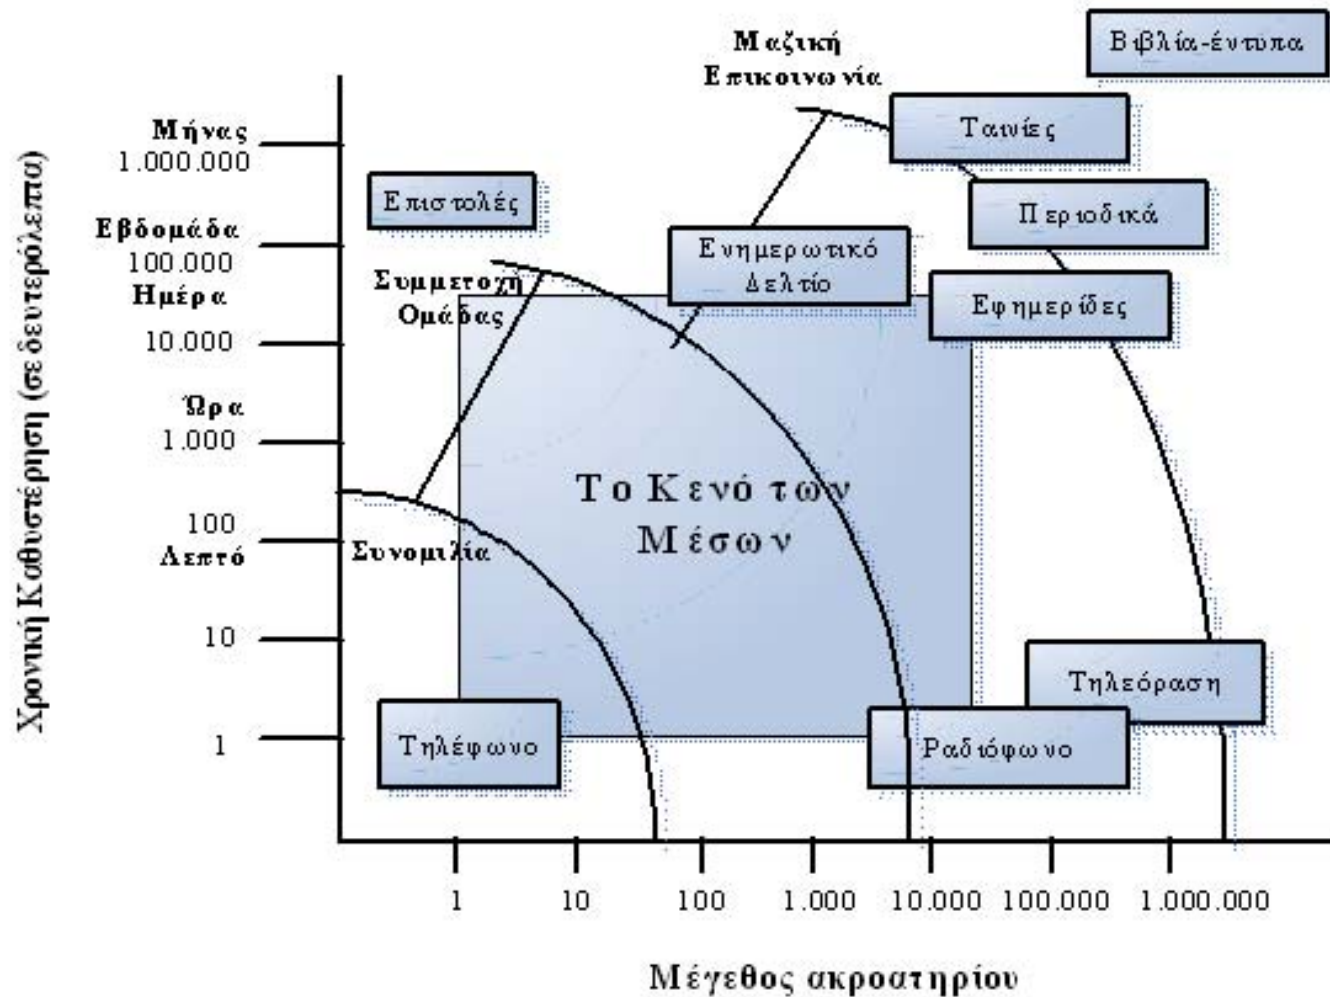 Μαζική
Επικοινωνία
Βιβλία-έντυπα
Ταινίες
Περιοδικά
Εφημερίδες
Επιστολές
Ενημερωτικό
Δελτίο
Συμμετοχή
Ομάδας
Το Κενό των
Μέσων
Συνομιλία
Τηλέφωνο
Τηλεόραση
Ραδιόφωνο
Χρονική Καθυστέρηση (σε δευτερόλεπτα)
Μήνας
1.000.000
Εβδομάδα
100.000
Ημέρα
10.000
Ώρα
1.000
100
Λεπτό
10
1
1 10 100 1.000 10.000 100.000 1.000.000
Μέγεθος ακροατηρίου